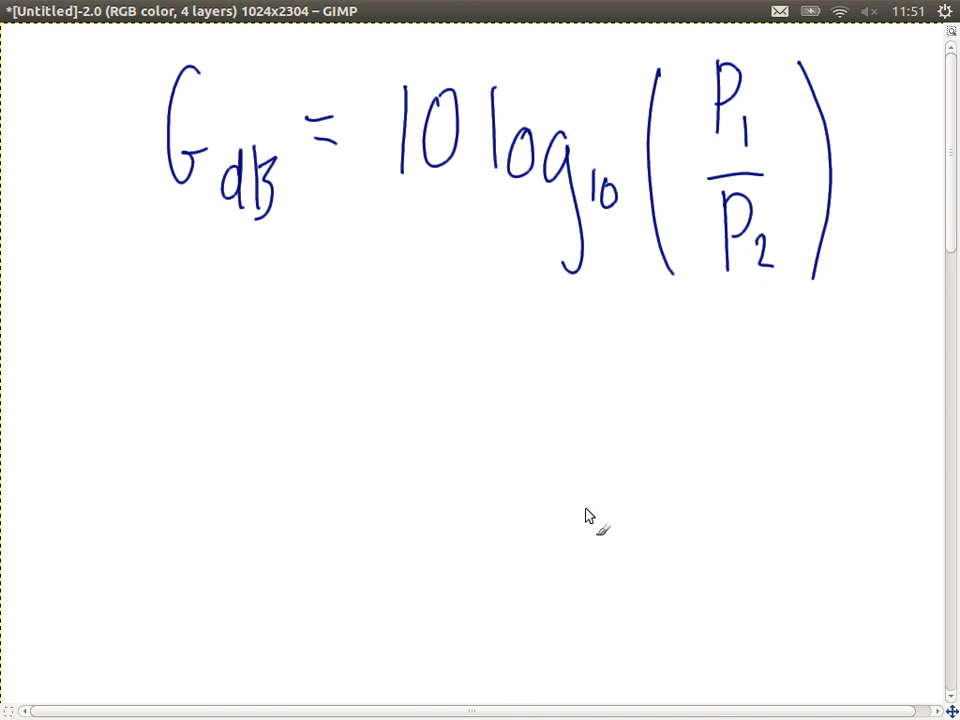 *[Untitled]-2.0 (RGB color, 4 layers) 1024x2304 – GIMP 11:51
G_dB = 10 log_10 (P_1 / P_2)